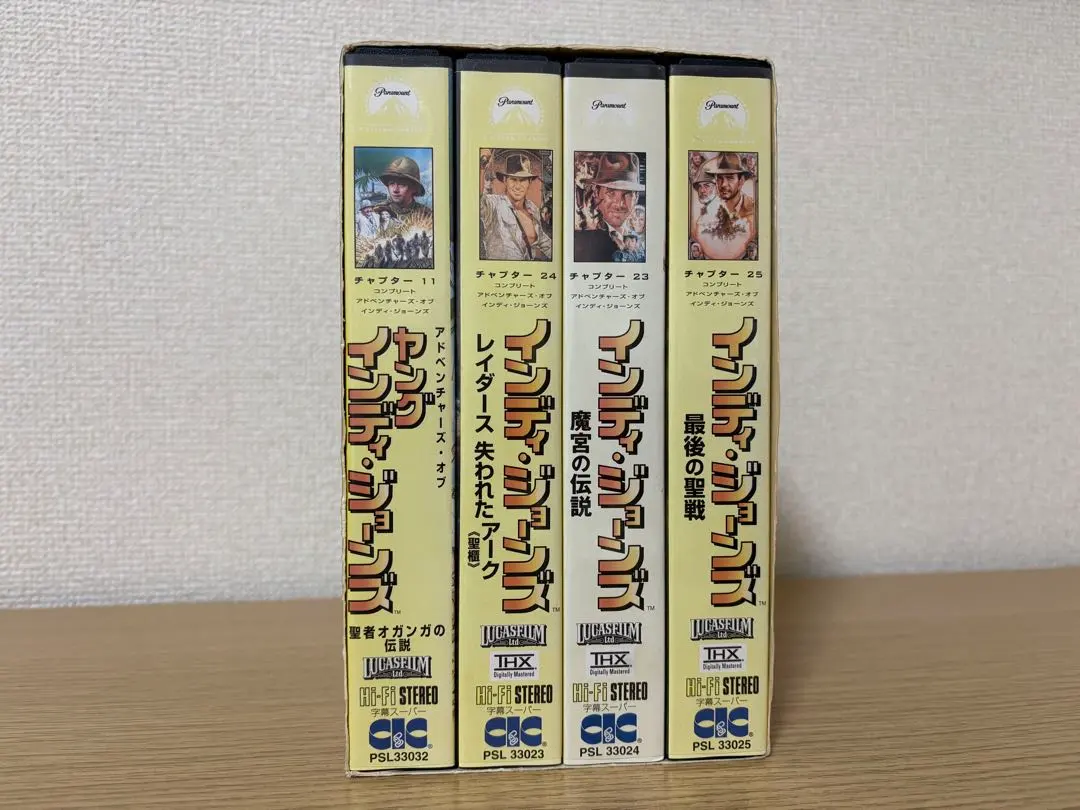 Paramount
チャプター 11
コンプリート
アドベンチャーズ・オブ
インディ・ジョーンズ
アドベンチャーズ・オブ
ヤング
インディ・ジョーンズ
TM
聖者オガンガの
伝説
LUCASFILM
Ltd
Hi-Fi STEREO
字幕スーパー
CIC
®
PSL33032
Paramount
チャプター 24
コンプリート
アドベンチャーズ・オブ
インディ・ジョーンズ
インディ・ジョーンズ
TM
レイダース 失われたアーク
《聖櫃》
LUCASFILM
Ltd
THX
Digitally Mastered
Hi-Fi STEREO
字幕スーパー
CIC
®
PSL 33023
Paramount
チャプター 23
コンプリート
アドベンチャーズ・オブ
インディ・ジョーンズ
インディ・ジョーンズ
TM
魔宮の伝説
LUCASFILM
Ltd
THX
Digitally Mastered
Hi-Fi STEREO
字幕スーパー
CIC
®
PSL 33024
Paramount
チャプター 25
コンプリート
アドベンチャーズ・オブ
インディ・ジョーンズ
インディ・ジョーンズ
TM
最後の聖戦
LUCASFILM
Ltd
THX
Digitally Mastered
Hi-Fi STEREO
字幕スーパー
CIC
®
PSL 33025